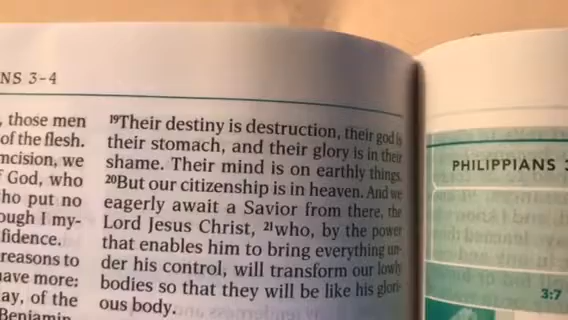 NS 3–4
, those men
of the flesh.
mcision, we
f God, who
ho put no
ough I my-
fidence.
reasons to
have more:
ay, of the
Benjamin
¹⁹Their destiny is destruction, their god is
their stomach, and their glory is in their
shame. Their mind is on earthly things.
²⁰But our citizenship is in heaven. And we
eagerly await a Savior from there, the
Lord Jesus Christ, ²¹who, by the power
that enables him to bring everything un-
der his control, will transform our lowly
bodies so that they will be like his glori-
ous body.
PHILIPPIANS 3:
3:7